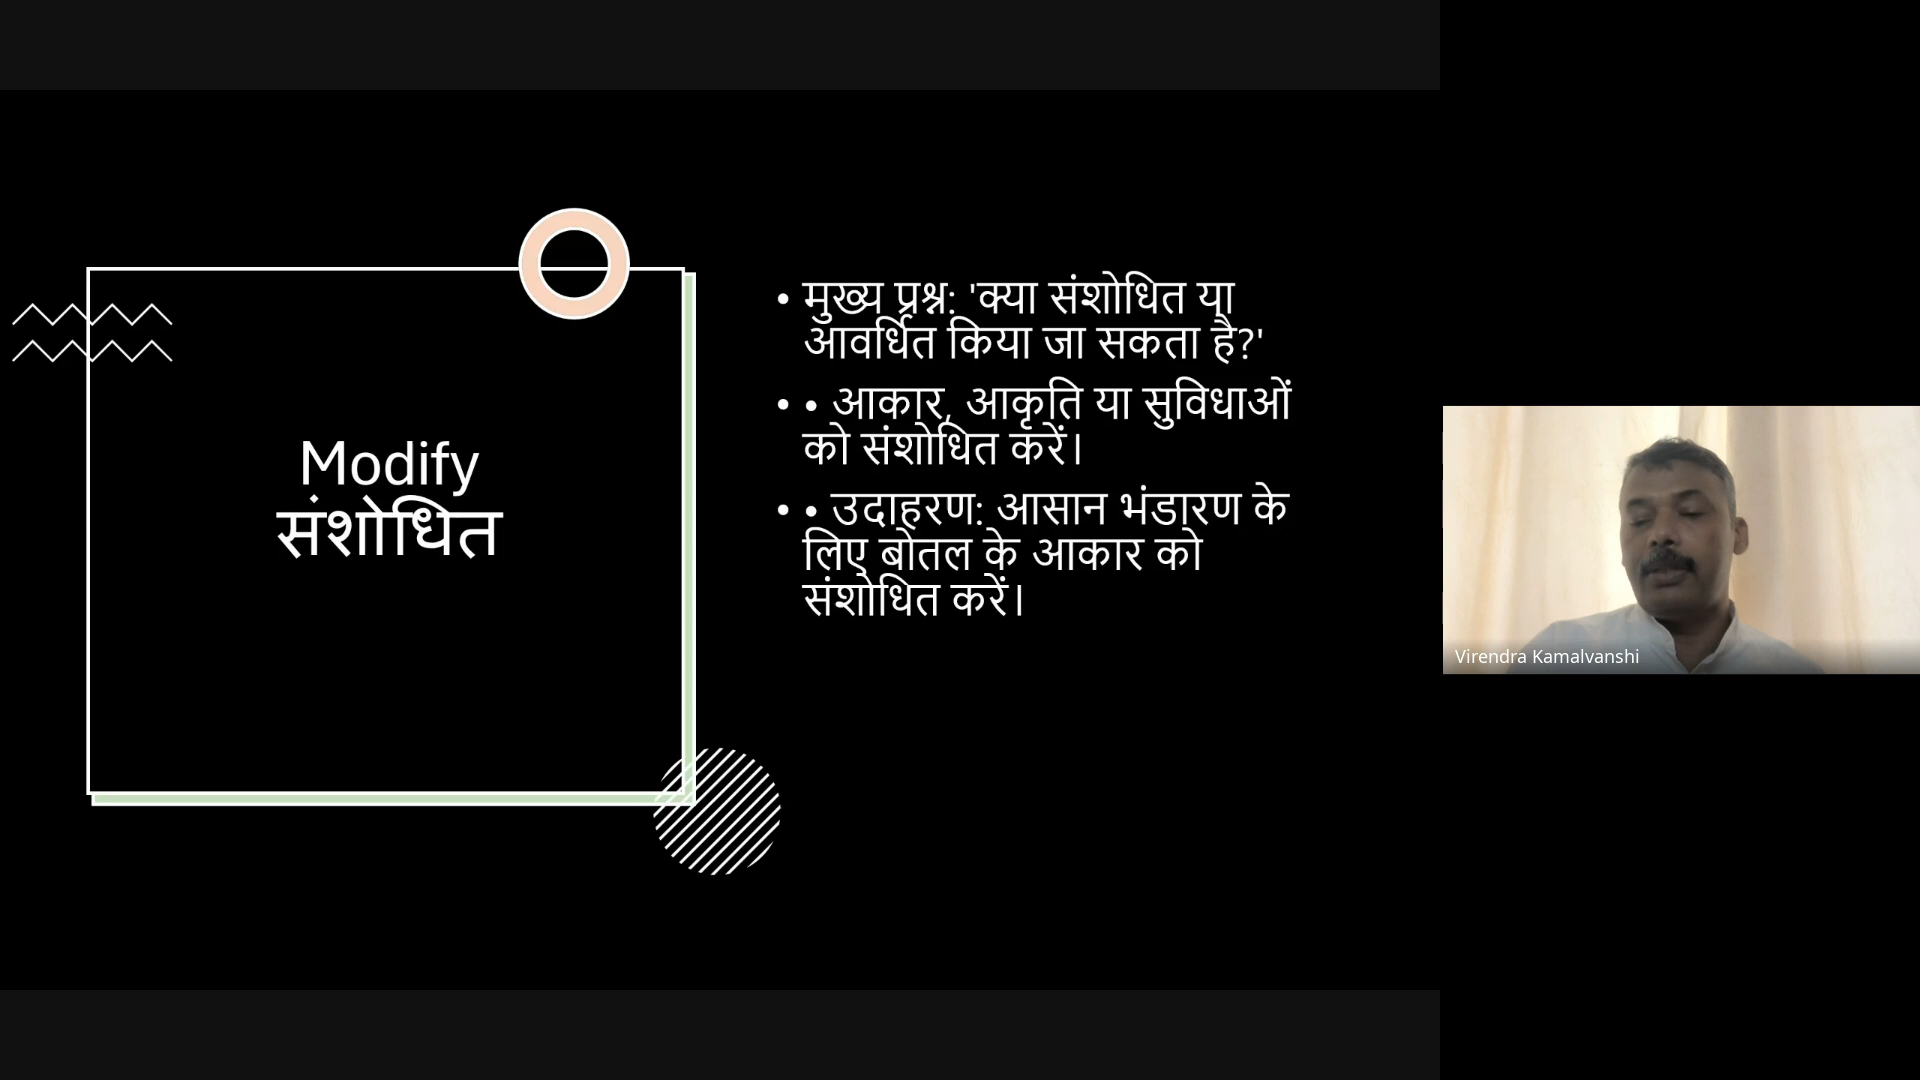 Modify
संशोधित
• मुख्य प्रश्न: 'क्या संशोधित या
आवर्धित किया जा सकता है?'
• • आकार, आकृति या सुविधाओं
को संशोधित करें।
• • उदाहरण: आसान भंडारण के
लिए बोतल के आकार को
संशोधित करें।
Virendra Kamalvanshi